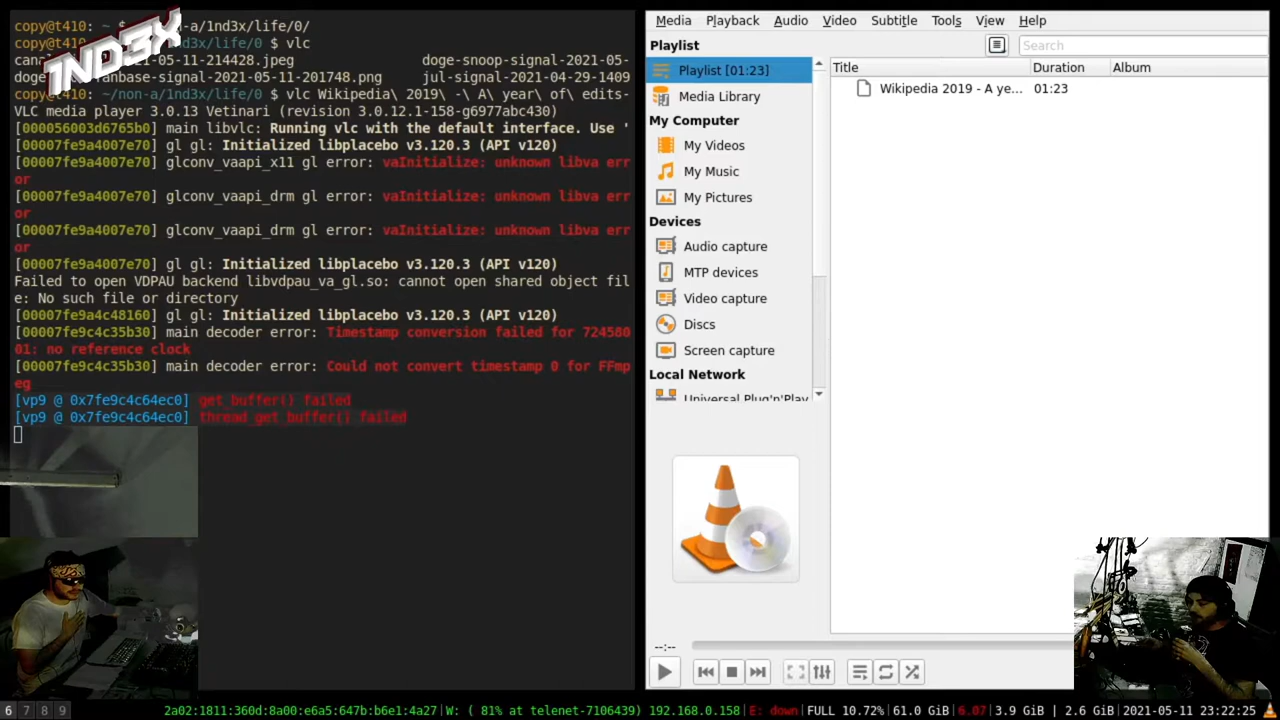 copy@t410: ~ $ -a/1nd3x/life/0/
1ND3X
copy@t410: 1nd3x/life/0 $ vlc
2021-05-11-214428.jpeg doge-snoop-signal-2021-05-
doge anbase-signal-2021-05-11-201748.png jul-signal-2021-04-29-1409
copy@t410: ~/non-a/1nd3x/life/0 $ vlc Wikipedia\ 2019\ -\ A\ year\ of\ edits-
VLC media player 3.0.13 Vetinari (revision 3.0.12.1-158-g6977abc430)
[000056003d6765b0] main libvlc: Running vlc with the default interface. Use '
[00007fe9a4007e70] gl gl: Initialized libplacebo v3.120.3 (API v120)
[00007fe9a4007e70] glconv_vaapi_x11 gl error: vaInitialize: unknown libva err
or
[00007fe9a4007e70] glconv_vaapi_drm gl error: vaInitialize: unknown libva err
or
[00007fe9a4007e70] glconv_vaapi_drm gl error: vaInitialize: unknown libva err
or
[00007fe9a4007e70] gl gl: Initialized libplacebo v3.120.3 (API v120)
Failed to open VDPAU backend libvdpau_va_gl.so: cannot open shared object fil
e: No such file or directory
[00007fe9a4c48160] gl gl: Initialized libplacebo v3.120.3 (API v120)
[00007fe9c4c35b30] main decoder error: Timestamp conversion failed for 724580
01: no reference clock
[00007fe9c4c35b30] main decoder error: Could not convert timestamp 0 for FFmp
eg
[vp9 @ 0x7fe9c4c64ec0] get_buffer() failed
[vp9 @ 0x7fe9c4c64ec0] thread_get_buffer() failed
Media Playback Audio Video Subtitle Tools View Help
Playlist
Search
Playlist [01:23]
Media Library
My Computer
My Videos
My Music
My Pictures
Devices
Audio capture
MTP devices
Video capture
Discs
Screen capture
Local Network
Universal Plug'n'Play
Title Duration Album
Wikipedia 2019 - A ye... 01:23
--:--
6 7 8 9 2a02:1811:360d:8a00:e6a5:647b:b6e1:4a27|W: ( 81% at telenet-7106439) 192.168.0.158|E: down|FULL 10.72%|61.0 GiB|6.07|3.9 GiB | 2.6 GiB|2021-05-11 23:22:25